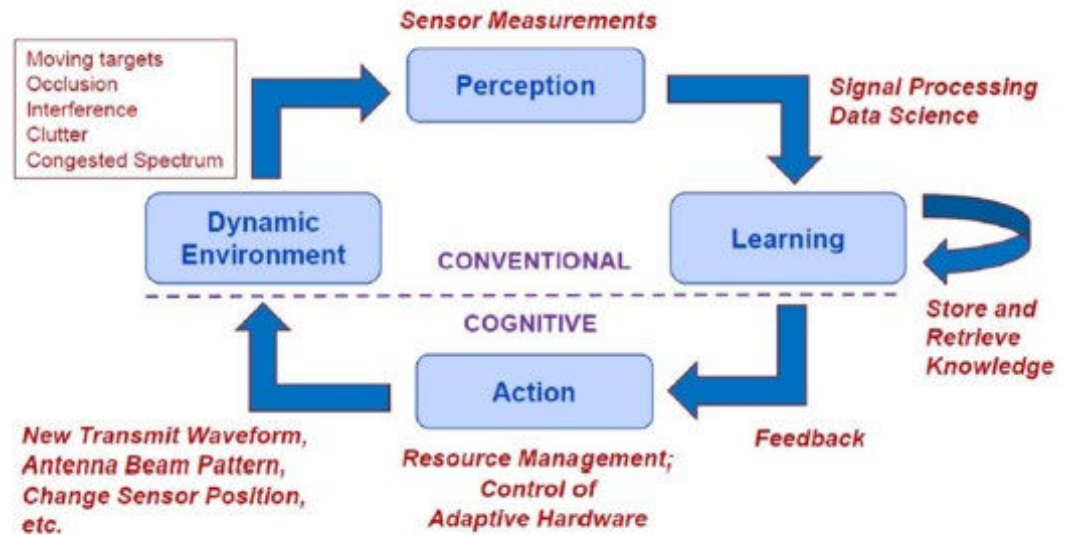 Sensor Measurements
Moving targets
Occlusion
Interference
Clutter
Congested Spectrum
Perception
Signal Processing
Data Science
Dynamic
Environment
Learning
CONVENTIONAL
COGNITIVE
Store and
Retrieve
Knowledge
Action
New Transmit Waveform,
Antenna Beam Pattern,
Change Sensor Position,
etc.
Resource Management;
Control of
Adaptive Hardware
Feedback